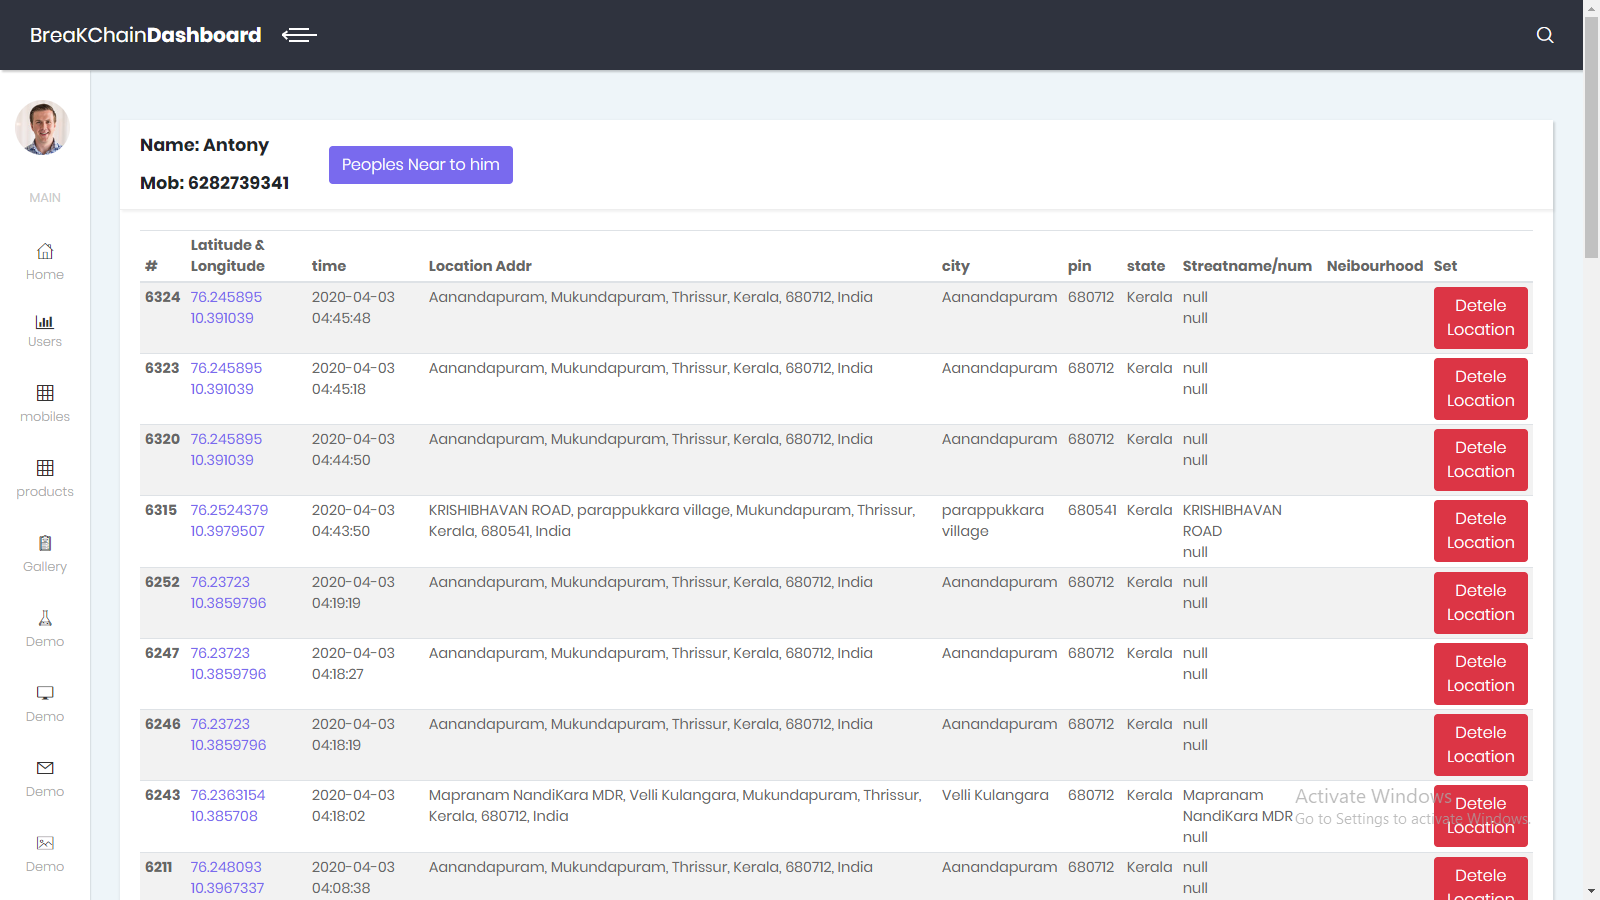 BreaKChainDashboard
MAIN
Home
Users
mobiles
products
Gallery
Demo
Demo
Demo
Demo
Name: Antony
Mob: 6282739341
Peoples Near to him
# Latitude & Longitude time Location Addr city pin state Streatname/num Neibourhood Set
6324 76.245895 2020-04-03 Aanandapuram, Mukundapuram, Thrissur, Kerala, 680712, India Aanandapuram 680712 Kerala null Detele
10.391039 04:45:48 null Location
6323 76.245895 2020-04-03 Aanandapuram, Mukundapuram, Thrissur, Kerala, 680712, India Aanandapuram 680712 Kerala null Detele
10.391039 04:45:18 null Location
6320 76.245895 2020-04-03 Aanandapuram, Mukundapuram, Thrissur, Kerala, 680712, India Aanandapuram 680712 Kerala null Detele
10.391039 04:44:50 null Location
6315 76.2524379 2020-04-03 KRISHIBHAVAN ROAD, parappukkara village, Mukundapuram, Thrissur, parappukkara 680541 Kerala KRISHIBHAVAN Detele
10.3979507 04:43:50 Kerala, 680541, India village ROAD Location
null
6252 76.23723 2020-04-03 Aanandapuram, Mukundapuram, Thrissur, Kerala, 680712, India Aanandapuram 680712 Kerala null Detele
10.3859796 04:19:19 null Location
6247 76.23723 2020-04-03 Aanandapuram, Mukundapuram, Thrissur, Kerala, 680712, India Aanandapuram 680712 Kerala null Detele
10.3859796 04:18:27 null Location
6246 76.23723 2020-04-03 Aanandapuram, Mukundapuram, Thrissur, Kerala, 680712, India Aanandapuram 680712 Kerala null Detele
10.3859796 04:18:19 null Location
6243 76.2363154 2020-04-03 Mapranam NandiKara MDR, Velli Kulangara, Mukundapuram, Thrissur, Velli Kulangara 680712 Kerala Mapranam Detele
10.385708 04:18:02 Kerala, 680712, India NandiKara MDR Location
null
Activate Windows
Go to Settings to activate Windows.
6211 76.248093 2020-04-03 Aanandapuram, Mukundapuram, Thrissur, Kerala, 680712, India Aanandapuram 680712 Kerala null Detele
10.3967337 04:08:38 null Location